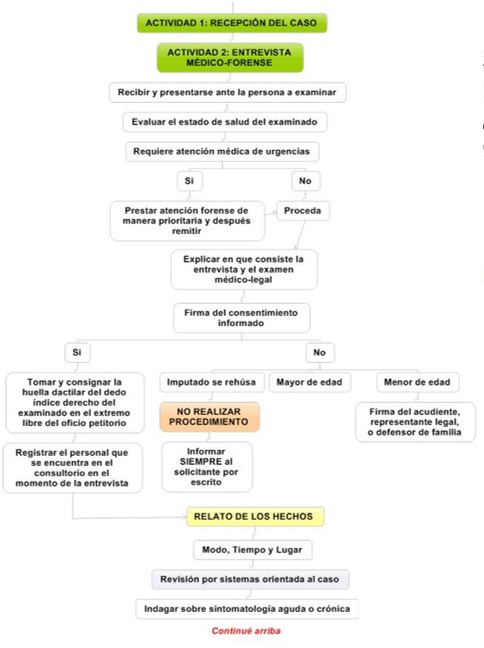 ACTIVIDAD 1: RECEPCIÓN DEL CASO
ACTIVIDAD 2: ENTREVISTA
MÉDICO-FORENSE
Recibir y presentarse ante la persona a examinar
Evaluar el estado de salud del examinado
Requiere atención médica de urgencias
Sí
No
Prestar atención forense de
manera prioritaria y después
remitir
Proceda
Explicar en que consiste la
entrevista y el examen
médico-legal
Firma del consentimiento
informado
Sí
No
Tomar y consignar la
huella dactilar del dedo
índice derecho del
examinado en el extremo
libre del oficio petitorio
Imputado se rehúsa
Mayor de edad
Menor de edad
NO REALIZAR
PROCEDIMIENTO
Firma del acudiente,
representante legal,
o defensor de familia
Registrar el personal que
se encuentra en el
consultorio en el
momento de la entrevista
Informar
SIEMPRE al
solicitante por
escrito
RELATO DE LOS HECHOS
Modo, Tiempo y Lugar
Revisión por sistemas orientada al caso
Indagar sobre sintomatología aguda o crónica
Continué arriba